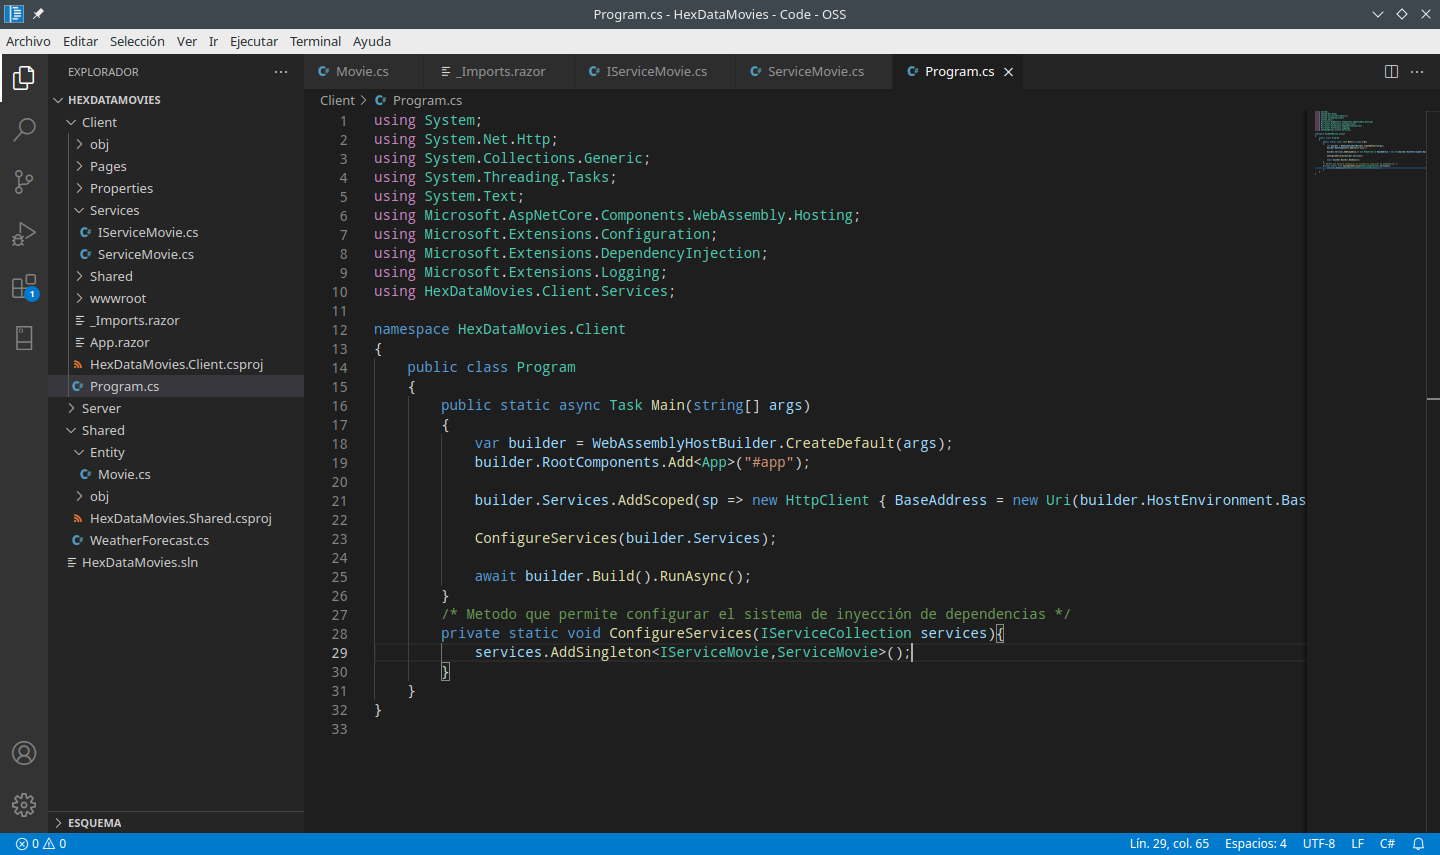 Program.cs - HexDataMovies - Code - OSS
Archivo Editar Selección Ver Ir Ejecutar Terminal Ayuda
EXPLORADOR
HEXDATAMOVIES
Client
obj
Pages
Properties
Services
IServiceMovie.cs
ServiceMovie.cs
Shared
wwwroot
_Imports.razor
App.razor
HexDataMovies.Client.csproj
Program.cs
Server
Shared
Entity
Movie.cs
obj
HexDataMovies.Shared.csproj
WeatherForecast.cs
HexDataMovies.sln
ESQUEMA
1
Movie.cs _Imports.razor IServiceMovie.cs ServiceMovie.cs Program.cs
Client > Program.cs
1 using System;
2 using System.Net.Http;
3 using System.Collections.Generic;
4 using System.Threading.Tasks;
5 using System.Text;
6 using Microsoft.AspNetCore.Components.WebAssembly.Hosting;
7 using Microsoft.Extensions.Configuration;
8 using Microsoft.Extensions.DependencyInjection;
9 using Microsoft.Extensions.Logging;
10 using HexDataMovies.Client.Services;
11
12 namespace HexDataMovies.Client
13 {
14 public class Program
15 {
16 public static async Task Main(string[] args)
17 {
18 var builder = WebAssemblyHostBuilder.CreateDefault(args);
19 builder.RootComponents.Add<App>("#app");
20
21 builder.Services.AddScoped(sp => new HttpClient { BaseAddress = new Uri(builder.HostEnvironment.Bas
22
23 ConfigureServices(builder.Services);
24
25 await builder.Build().RunAsync();
26 }
27 /* Metodo que permite configurar el sistema de inyección de dependencias */
28 private static void ConfigureServices(IServiceCollection services){
29 services.AddSingleton<IServiceMovie,ServiceMovie>();
30 }
31 }
32 }
33
0 0 Lín. 29, col. 65 Espacios: 4 UTF-8 LF C#